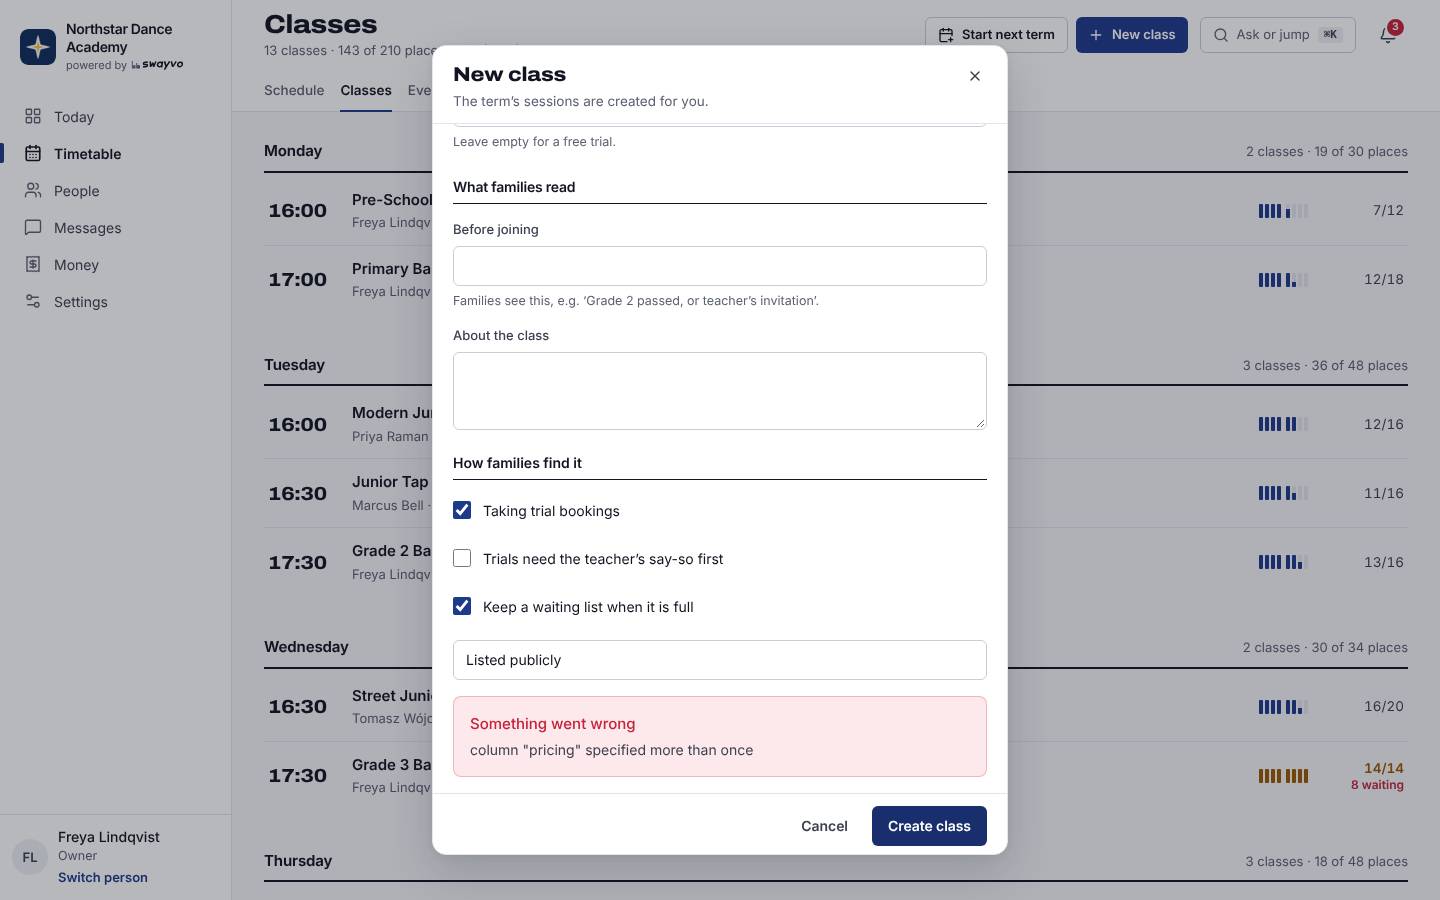 Northstar Dance
Academy
powered by swayvo
Today
Timetable
People
Messages
Money
Settings
FL
Freya Lindqvist
Owner
Switch person
Classes
13 classes · 143 of 210 plac
Start next term
New class
Ask or jump
⌘K
3
Schedule
Classes
Eve
Monday
2 classes · 19 of 30 places
16:00
Pre-School
Freya Lindqv
7/12
17:00
Primary Ba
Freya Lindqv
12/18
Tuesday
3 classes · 36 of 48 places
16:00
Modern Ju
Priya Raman
12/16
16:30
Junior Tap
Marcus Bell ·
11/16
17:30
Grade 2 Ba
Freya Lindqv
13/16
Wednesday
2 classes · 30 of 34 places
16:30
Street Juni
Tomasz Wójc
16/20
17:30
Grade 3 Ba
Freya Lindqv
14/14
8 waiting
Thursday
3 classes · 18 of 48 places
New class
The term’s sessions are created for you.
Leave empty for a free trial.
What families read
Before joining
Families see this, e.g. ‘Grade 2 passed, or teacher’s invitation’.
About the class
How families find it
Taking trial bookings
Trials need the teacher’s say-so first
Keep a waiting list when it is full
Listed publicly
Something went wrong
column "pricing" specified more than once
Cancel
Create class